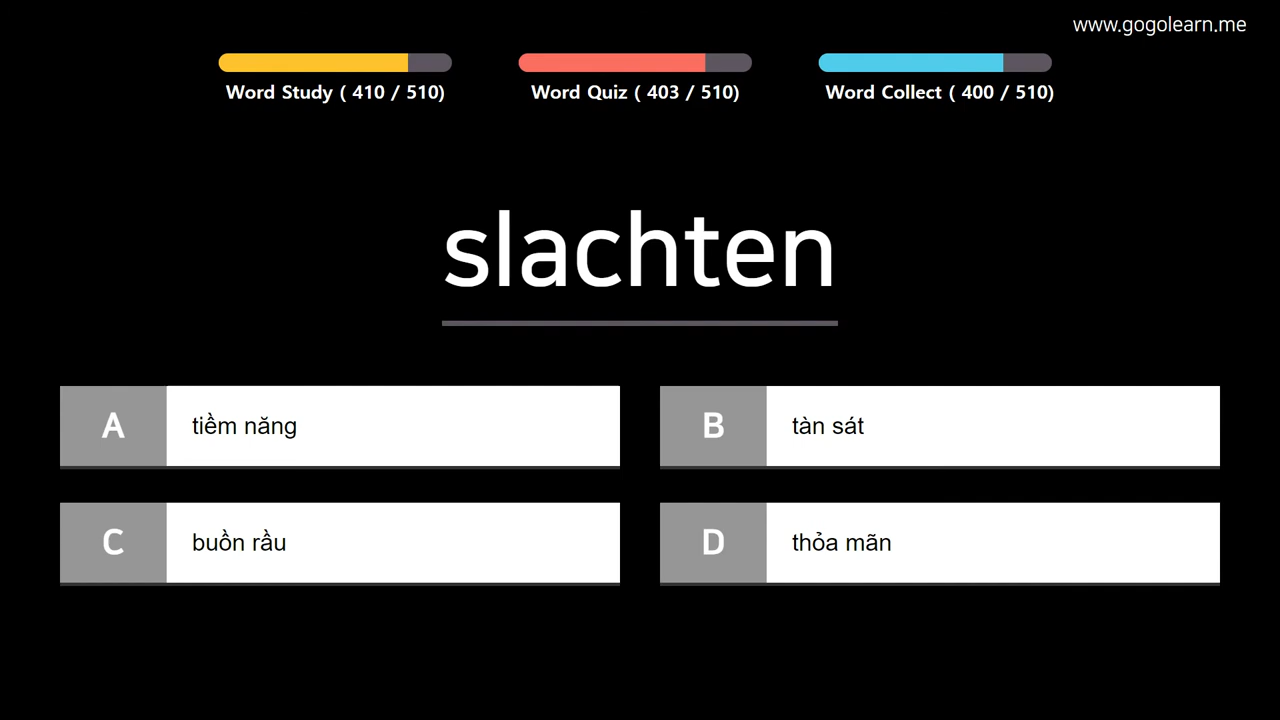 www.gogolearn.me
Word Study ( 410 / 510)
Word Quiz ( 403 / 510)
Word Collect ( 400 / 510)
slachten
A
tiềm năng
B
tàn sát
C
buồn rầu
D
thỏa mãn